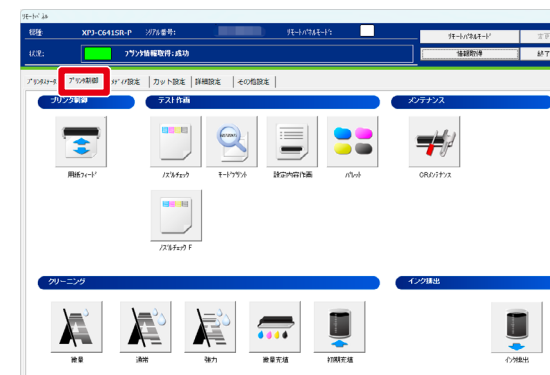 ﾘﾓｰﾄﾊﾟﾈﾙ
機種: XPJ-C641SR-P ｼﾘｱﾙ番号: ﾘﾓｰﾄﾊﾟﾈﾙﾓｰﾄﾞ: ﾘﾓｰﾄﾊﾟﾈﾙﾓｰﾄﾞ
状況: ﾌﾟﾘﾝﾀ情報取得:成功 情報取得 終了
ﾌﾟﾘﾝﾀｽﾃｰﾀｽ ﾌﾟﾘﾝﾀ制御 ﾒﾃﾞｨｱ設定 カット設定 詳細設定 その他設定
プリンタ制御 テスト作画 メンテナンス
用紙ﾌｨｰﾄﾞ ﾉｽﾞﾙﾁｪｯｸ ﾓｰﾄﾞﾌﾟﾘﾝﾄ 設定内容作画 ﾊﾟﾚｯﾄ CRﾒﾝﾃﾅﾝｽ
ﾉｽﾞﾙﾁｪｯｸ F
クリーニング インク排出
微量 通常 強力 微量充填 初期充填 ｲﾝｸ排出